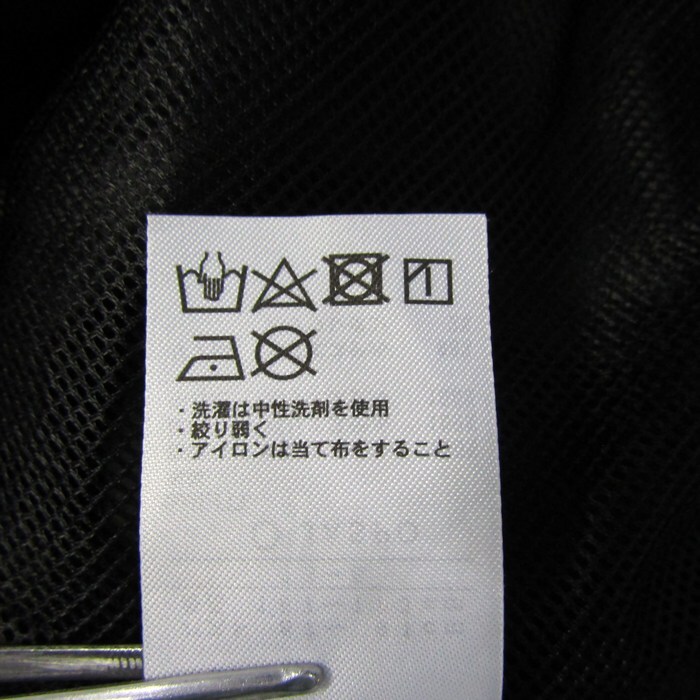 ・洗濯は中性洗剤を使用
・絞り弱く
・アイロンは当て布をすること